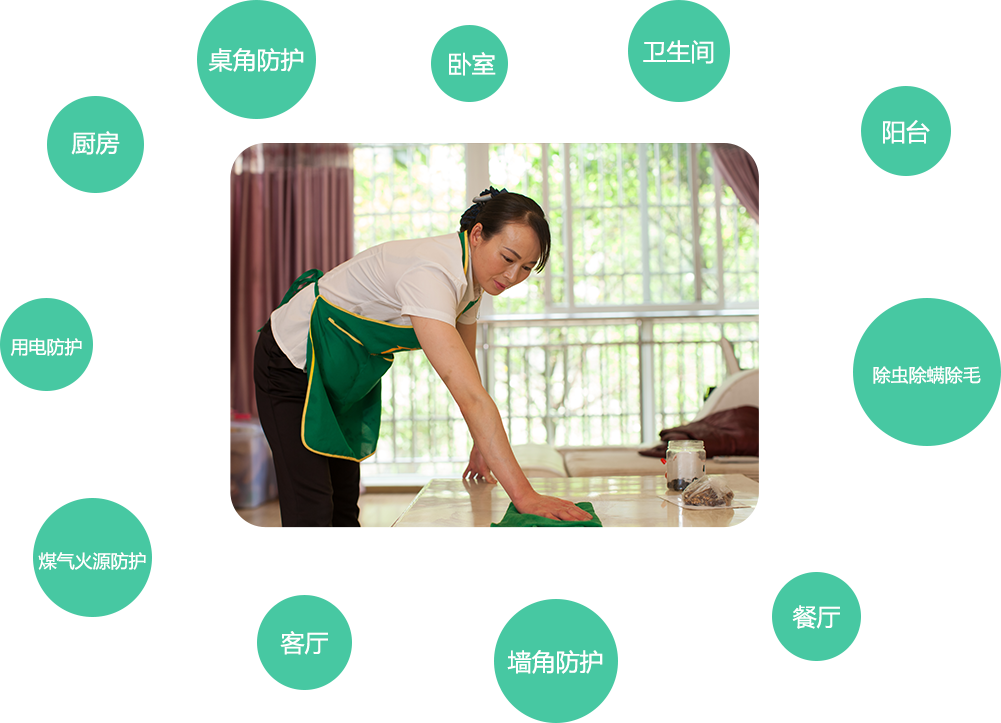 桌角防护
卧室
卫生间
厨房
阳台
用电防护
除虫除螨除毛
煤气火源防护
客厅
墙角防护
餐厅